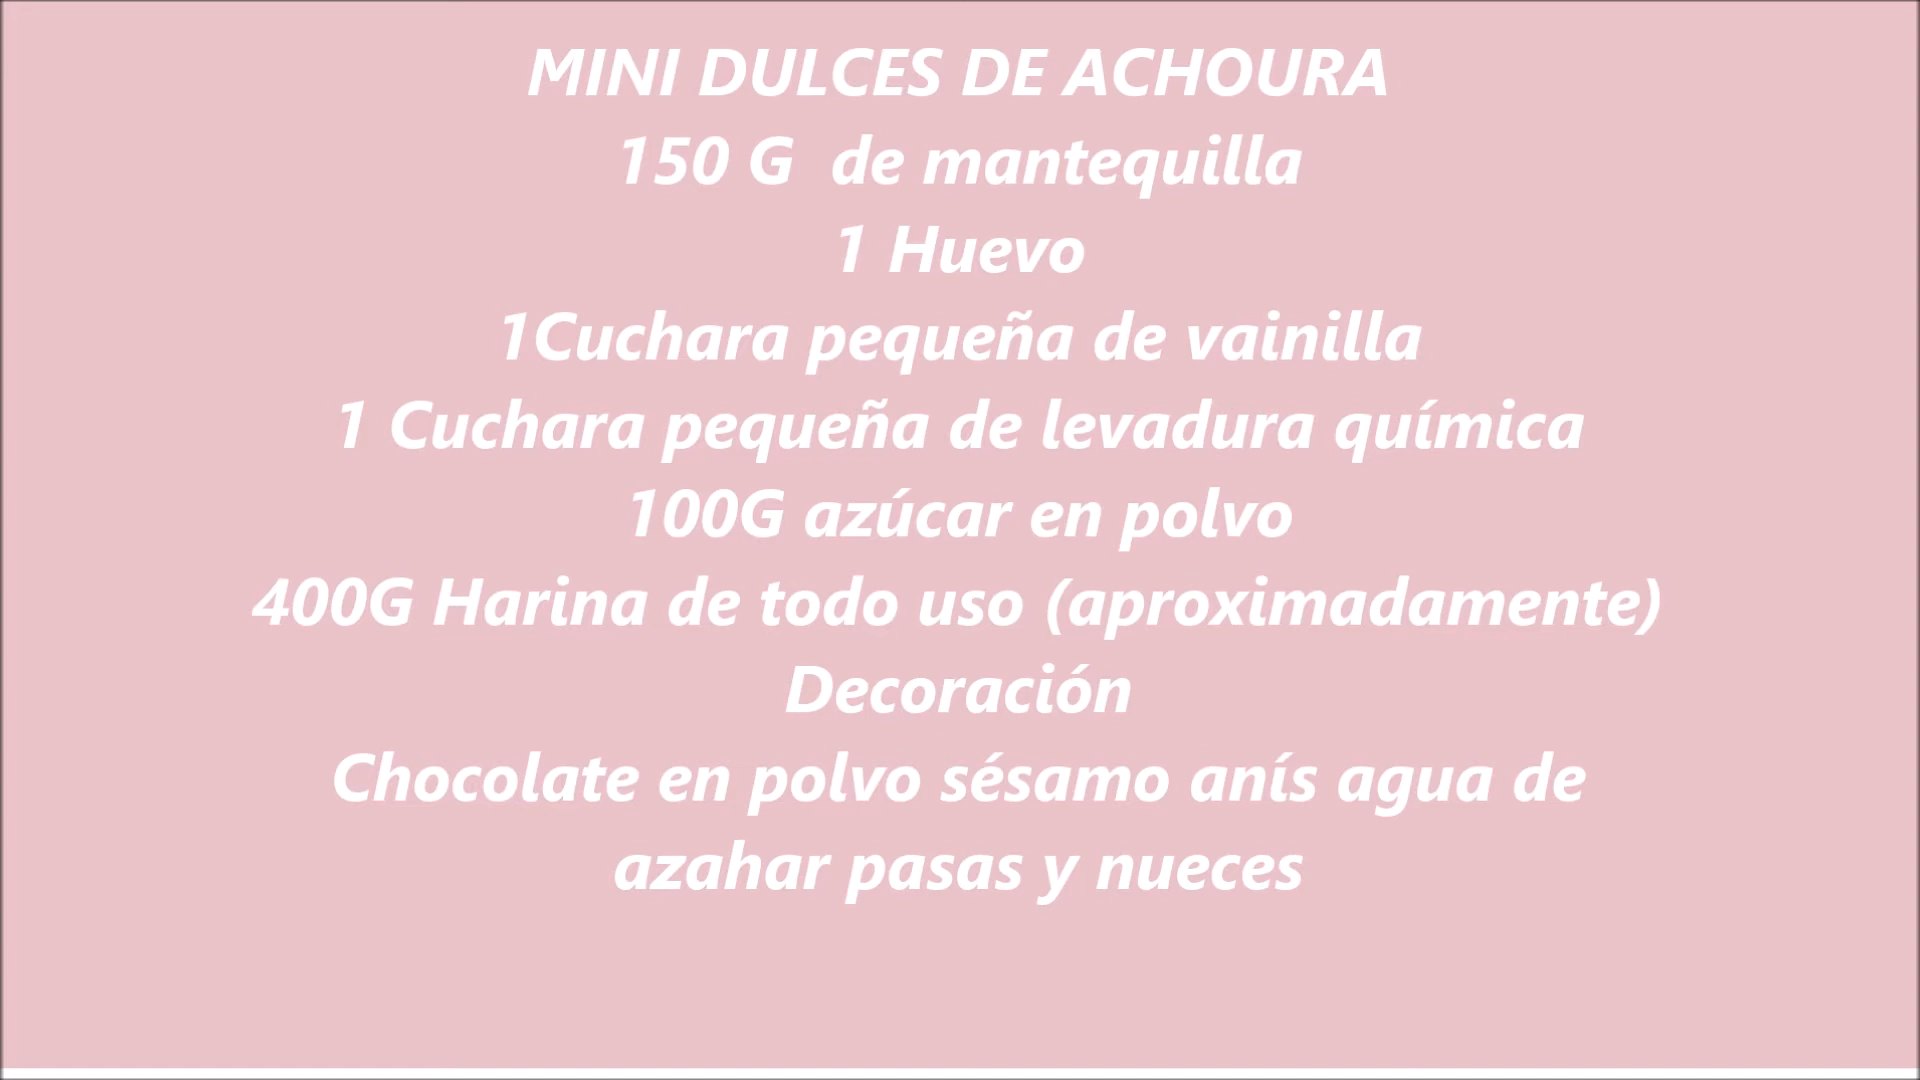 MINI DULCES DE ACHOURA
150 G  de mantequilla
1 Huevo
1Cuchara pequeña de vainilla
1 Cuchara pequeña de levadura química
100G azúcar en polvo
400G Harina de todo uso (aproximadamente)
Decoración
Chocolate en polvo sésamo anís agua de
azahar pasas y nueces